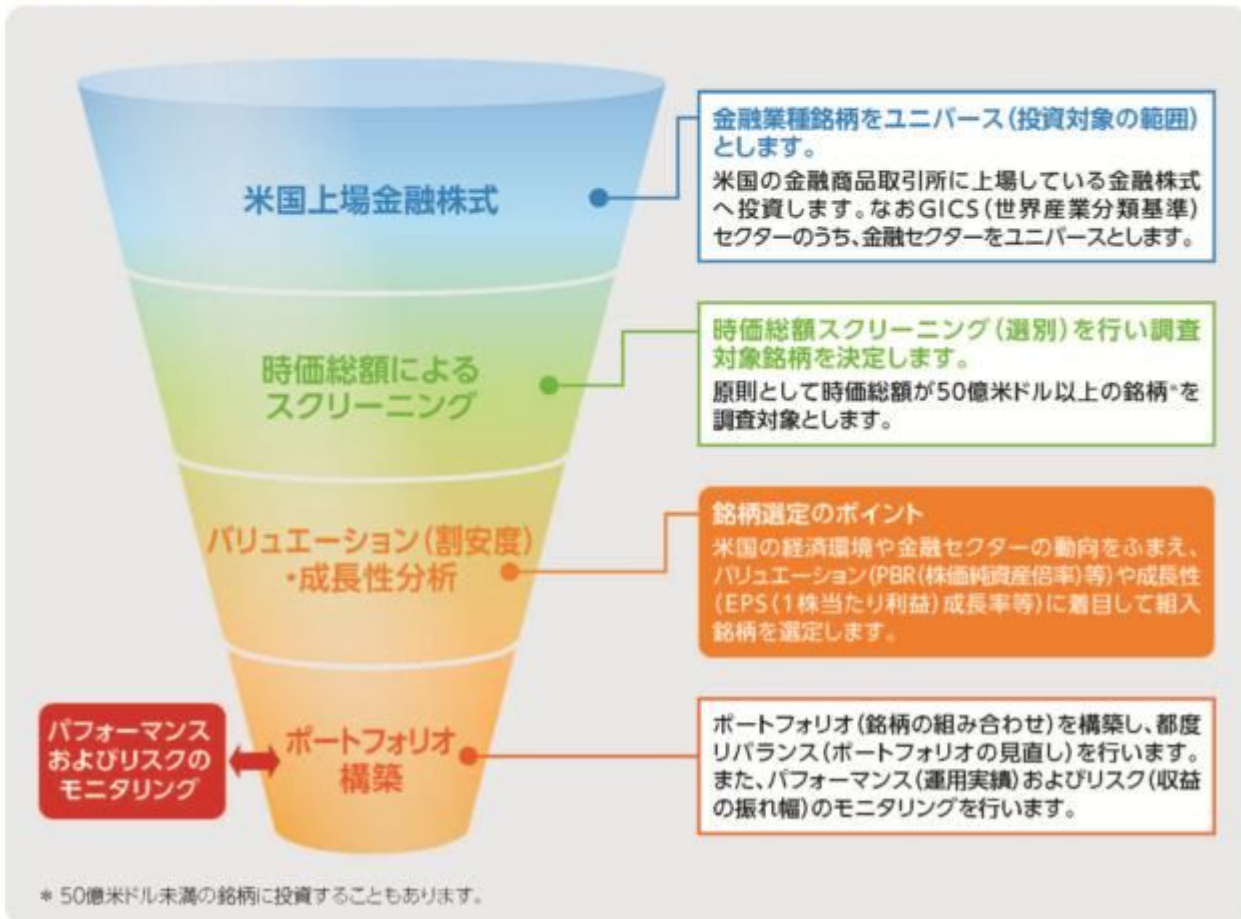 米国上場金融株式
金融業種銘柄をユニバース(投資対象の範囲)
とします。
米国の金融商品取引所に上場している金融株式
へ投資します。なおGICS(世界産業分類基準)
セクターのうち、金融セクターをユニバースとします。
時価総額による
スクリーニング
時価総額スクリーニング(選別)を行い調査
対象銘柄を決定します。
原則として時価総額が50億米ドル以上の銘柄*を
調査対象とします。
バリュエーション(割安度)
・成長性分析
銘柄選定のポイント
米国の経済環境や金融セクターの動向をふまえ、
バリュエーション(PBR(株価純資産倍率)等)や成長性
(EPS(1株当たり利益)成長率等)に着目して組入
銘柄を選定します。
パフォーマンス
およびリスクの
モニタリング
ポートフォリオ
構築
ポートフォリオ(銘柄の組み合わせ)を構築し、都度
リバランス(ポートフォリオの見直し)を行います。
また、パフォーマンス(運用実績)およびリスク(収益
の振れ幅)のモニタリングを行います。
* 50億米ドル未満の銘柄に投資することもあります。